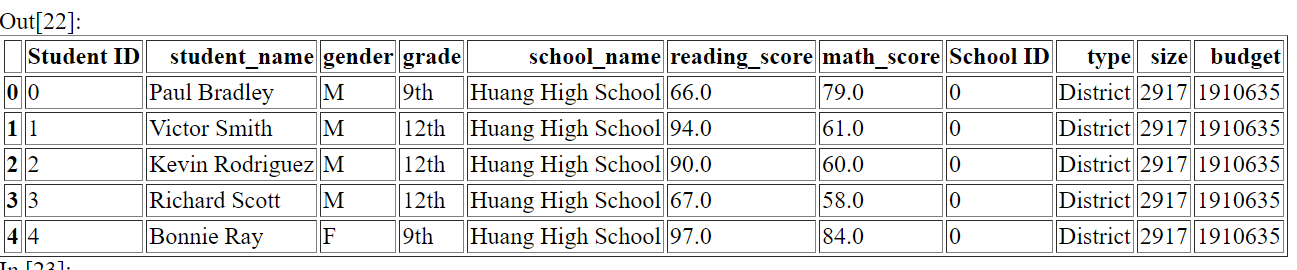 Out[22]:
Student ID student_name gender grade school_name reading_score math_score School ID type size budget
0 0 Paul Bradley M 9th Huang High School 66.0 79.0 0 District 2917 1910635
1 1 Victor Smith M 12th Huang High School 94.0 61.0 0 District 2917 1910635
2 2 Kevin Rodriguez M 12th Huang High School 90.0 60.0 0 District 2917 1910635
3 3 Richard Scott M 12th Huang High School 67.0 58.0 0 District 2917 1910635
4 4 Bonnie Ray F 9th Huang High School 97.0 84.0 0 District 2917 1910635
In [23]: